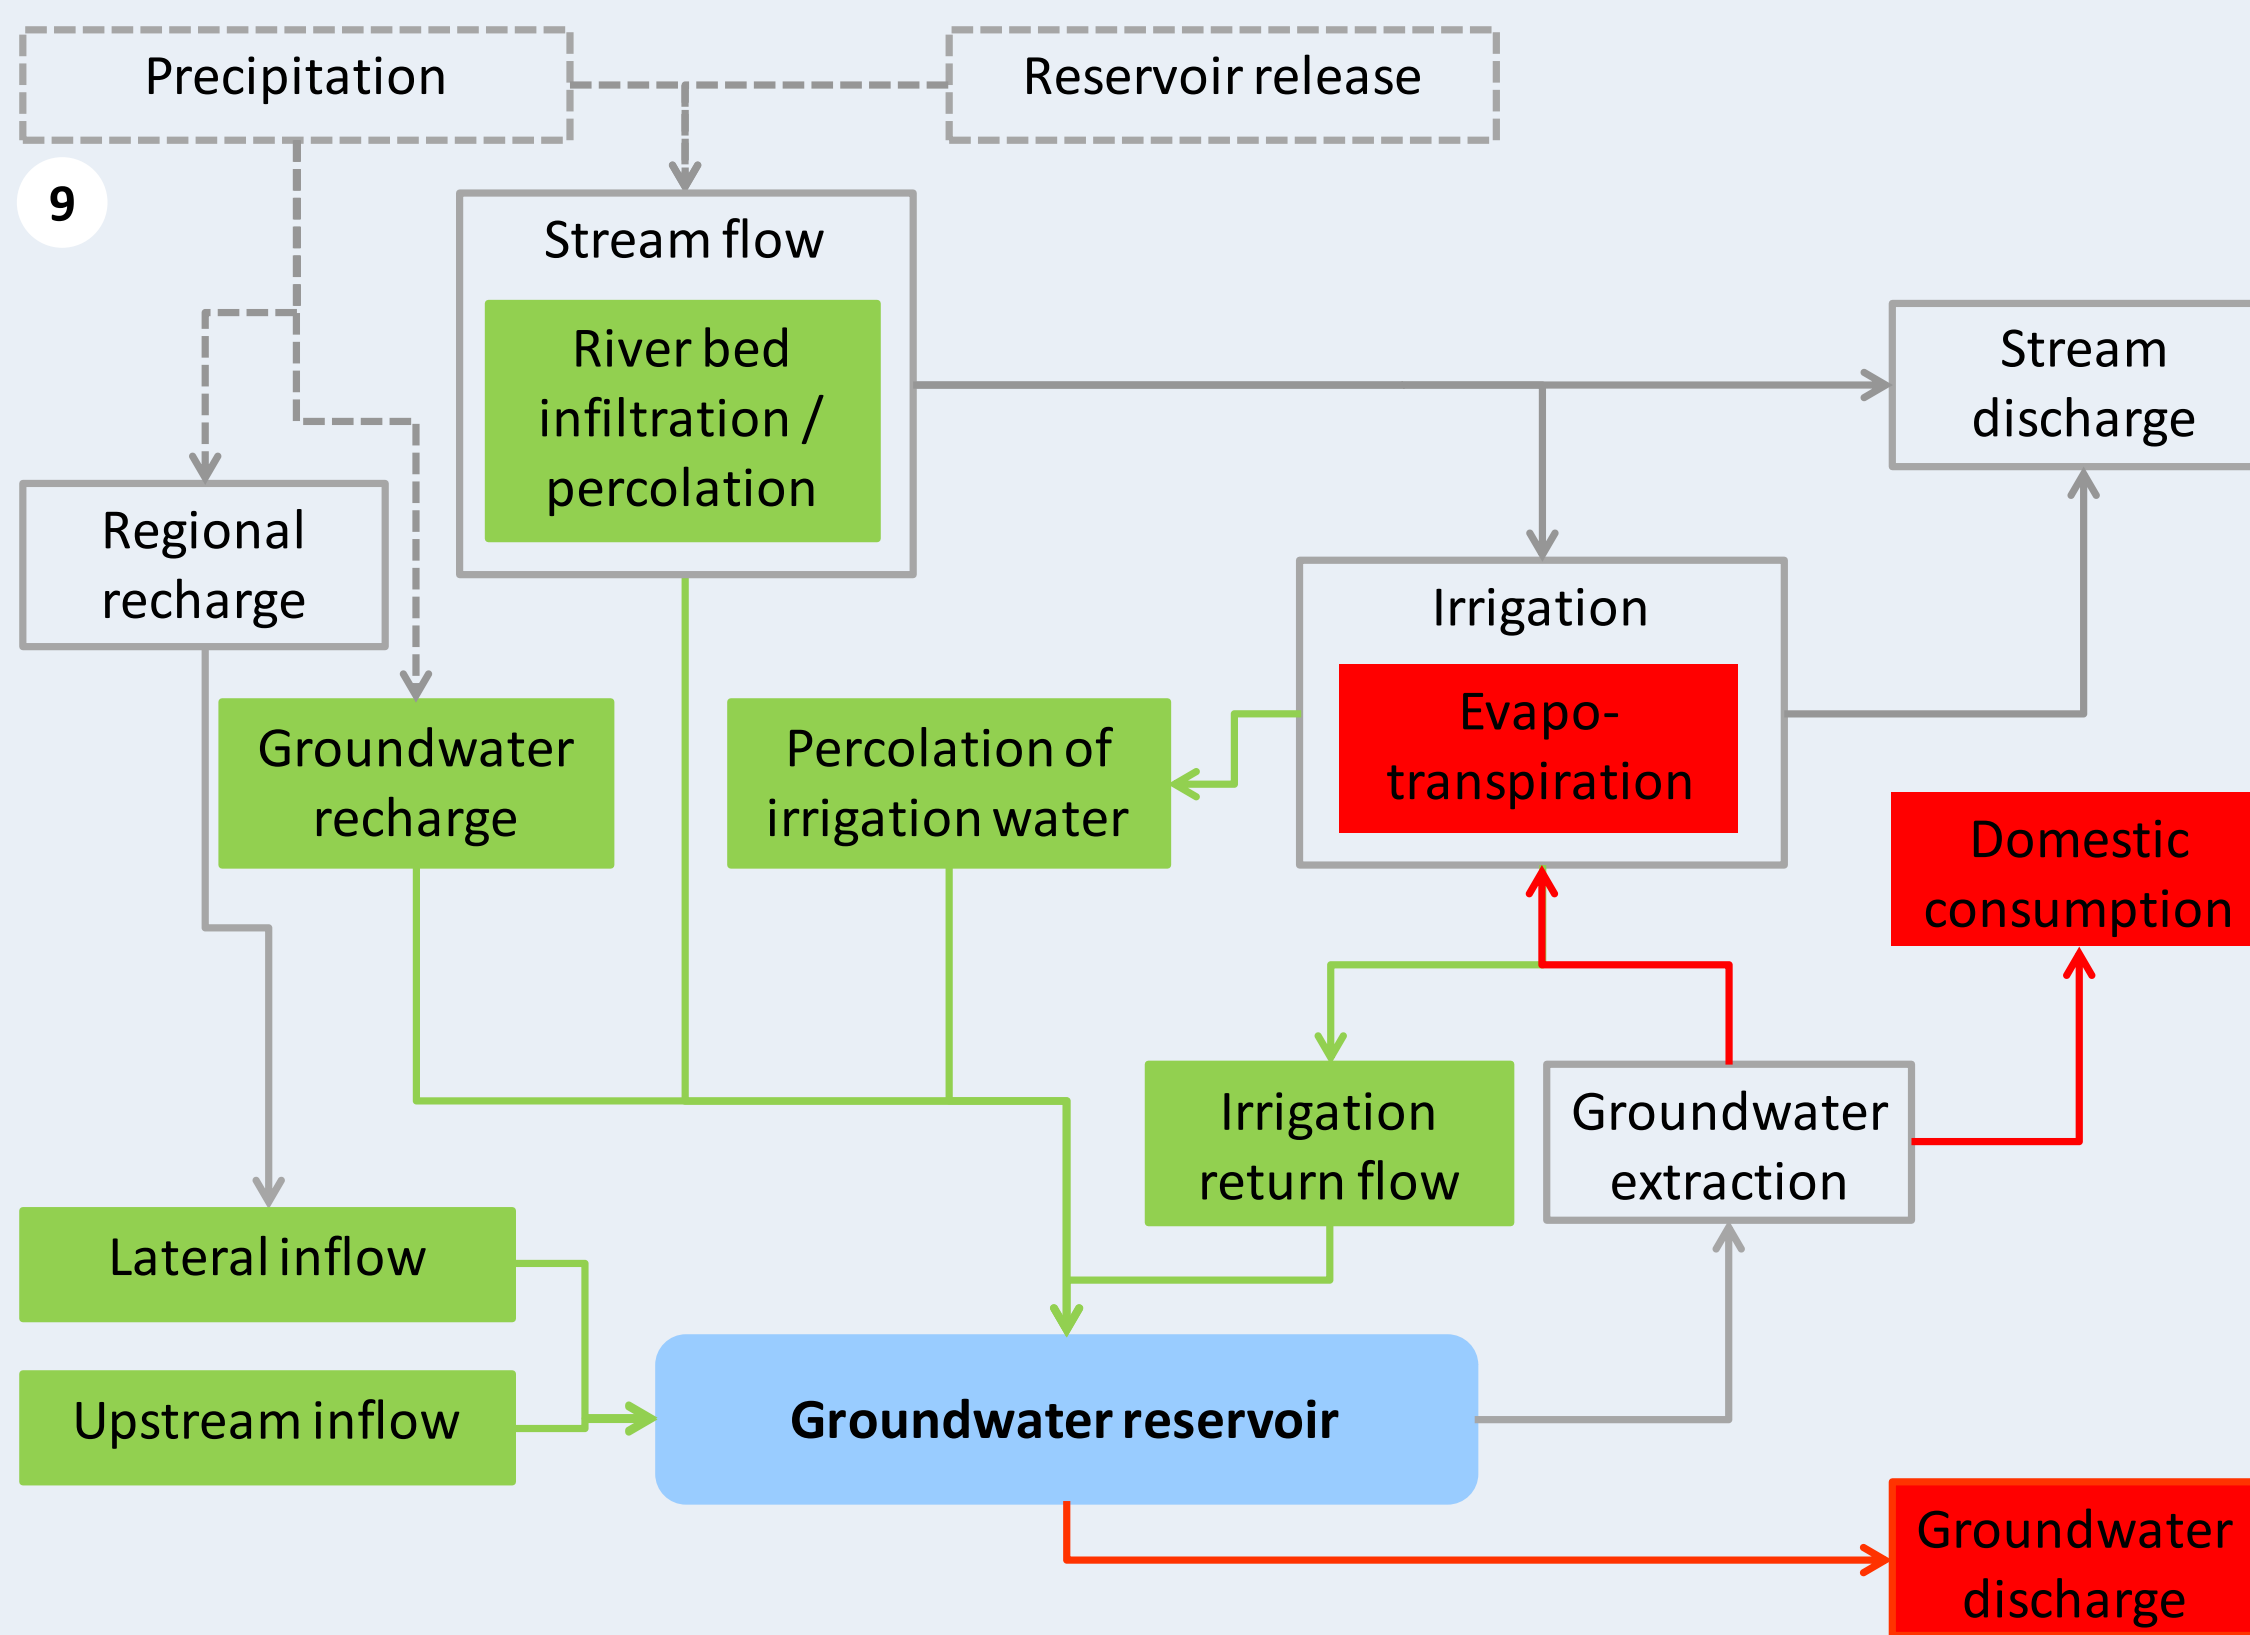 Precipitation
Reservoir release
9
Stream flow
River bed
infiltration /
percolation
Stream
discharge
Regional
recharge
Irrigation
Evapo-
transpiration
Groundwater
recharge
Percolation of
irrigation water
Domestic
consumption
Irrigation
return flow
Groundwater
extraction
Lateral inflow
Upstream inflow
Groundwater reservoir
Groundwater
discharge